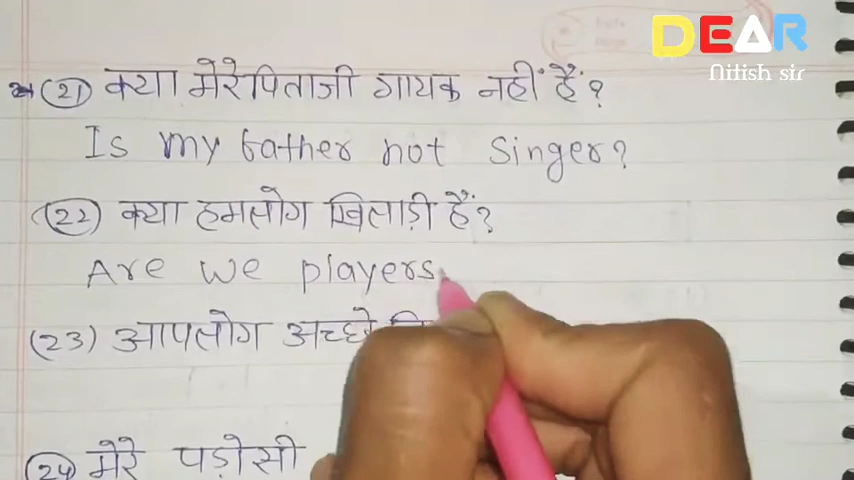 DEAR
Nitish sir
(21) क्या मेरे पिताजी गायक नहीं हैं?
Is my father not singer?
(22) क्या हमलोग खिलाड़ी हैं?
Are we players
(23) आपलोग अच्छे
(24) मेरे पड़ोसी